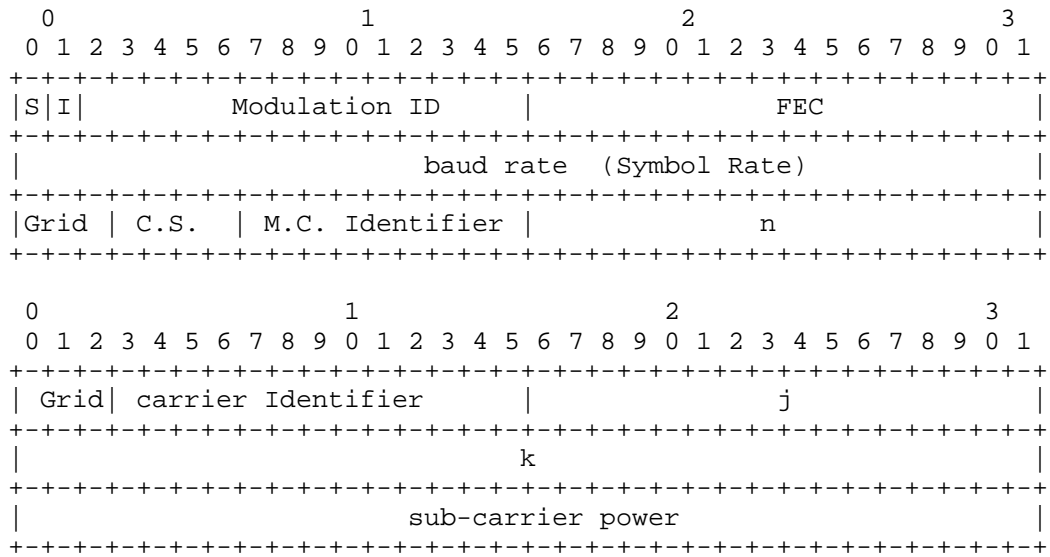 0                   1                   2                   3
 0 1 2 3 4 5 6 7 8 9 0 1 2 3 4 5 6 7 8 9 0 1 2 3 4 5 6 7 8 9 0 1
+-+-+-+-+-+-+-+-+-+-+-+-+-+-+-+-+-+-+-+-+-+-+-+-+-+-+-+-+-+-+-+-+
|S|I|         Modulation ID     |               FEC             |
+-+-+-+-+-+-+-+-+-+-+-+-+-+-+-+-+-+-+-+-+-+-+-+-+-+-+-+-+-+-+-+-+
|                         baud rate  (Symbol Rate)              |
+-+-+-+-+-+-+-+-+-+-+-+-+-+-+-+-+-+-+-+-+-+-+-+-+-+-+-+-+-+-+-+-+
|Grid | C.S.  | M.C. Identifier |              n                |
+-+-+-+-+-+-+-+-+-+-+-+-+-+-+-+-+-+-+-+-+-+-+-+-+-+-+-+-+-+-+-+-+
 0                   1                   2                   3
 0 1 2 3 4 5 6 7 8 9 0 1 2 3 4 5 6 7 8 9 0 1 2 3 4 5 6 7 8 9 0 1
+-+-+-+-+-+-+-+-+-+-+-+-+-+-+-+-+-+-+-+-+-+-+-+-+-+-+-+-+-+-+-+-+
| Grid| carrier Identifier      |               j               |
+-+-+-+-+-+-+-+-+-+-+-+-+-+-+-+-+-+-+-+-+-+-+-+-+-+-+-+-+-+-+-+-+
|                               k                               |
+-+-+-+-+-+-+-+-+-+-+-+-+-+-+-+-+-+-+-+-+-+-+-+-+-+-+-+-+-+-+-+-+
|                        sub-carrier power                      |
+-+-+-+-+-+-+-+-+-+-+-+-+-+-+-+-+-+-+-+-+-+-+-+-+-+-+-+-+-+-+-+-+